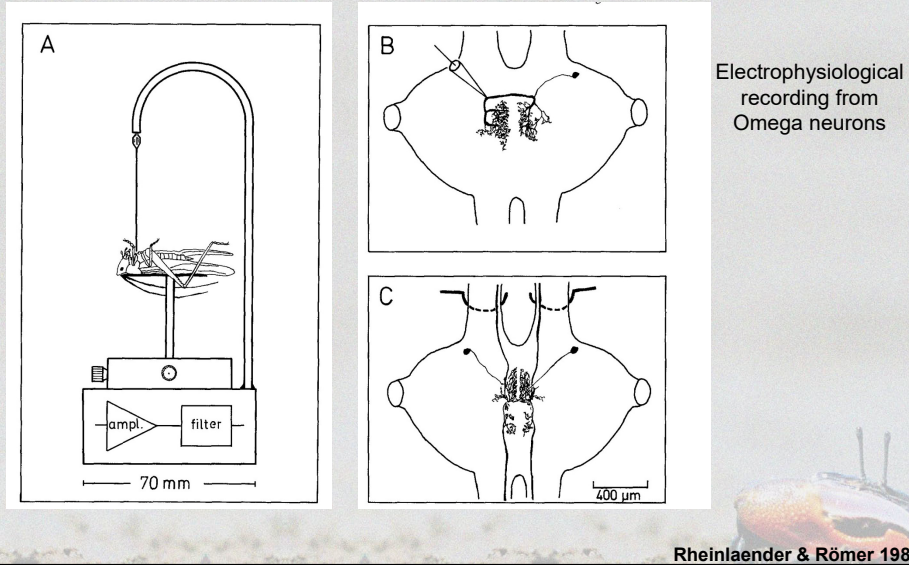 A
ampl.
filter
70 mm
B
C
400 µm
Electrophysiological
recording from
Omega neurons
Rheinlaender & Römer 198